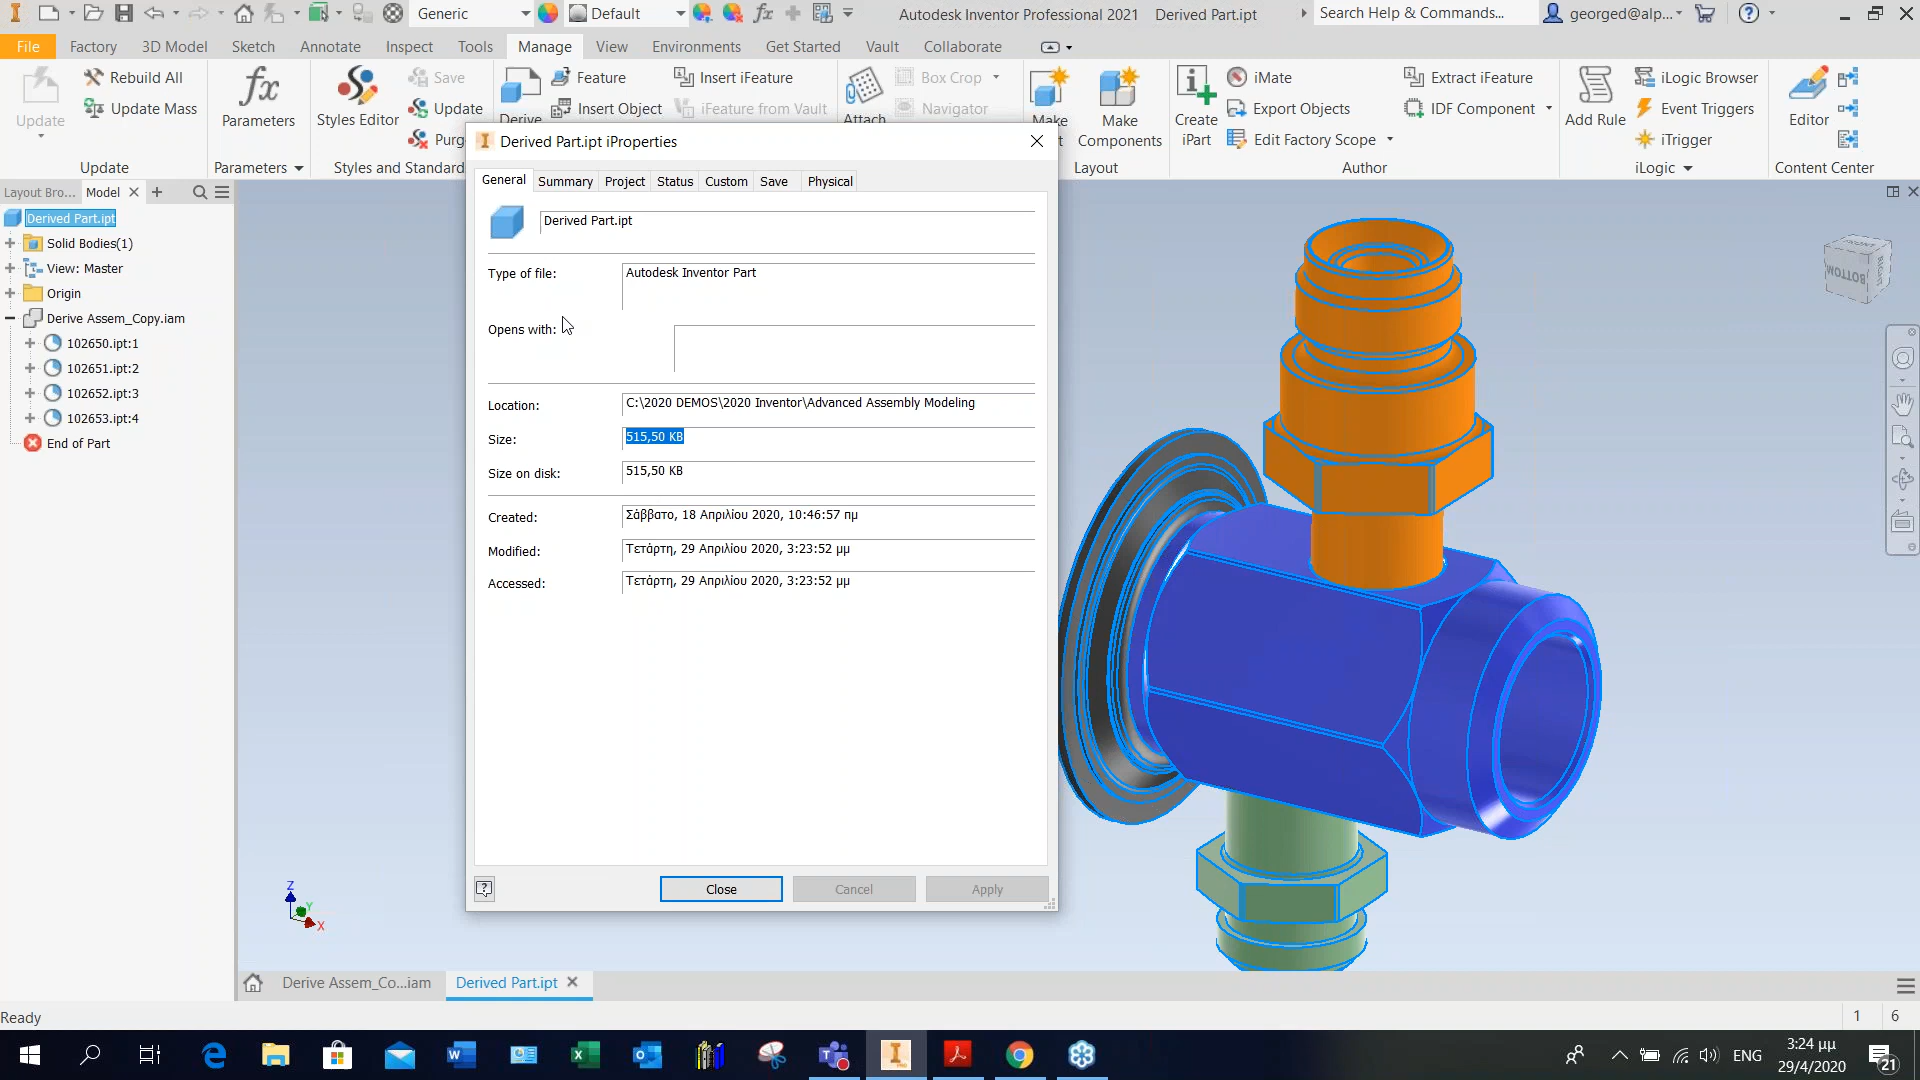 Generic
Default
Autodesk Inventor Professional 2021 Derived Part.ipt
Search Help & Commands...
georged@alp...
File Factory 3D Model Sketch Annotate Inspect Tools Manage View Environments Get Started Vault Collaborate
Update
Rebuild All
Update Mass
Update
Parameters
Parameters
Styles Editor
Save
Update
Purg
Styles and Standard
Derive
Feature
Insert Object
Insert iFeature
iFeature from Vault
Attach
Box Crop
Navigator
Make
Make
Components
Layout
Create
iPart
iMate
Export Objects
Edit Factory Scope
Extract iFeature
IDF Component
Author
Add Rule
iLogic Browser
Event Triggers
iTrigger
iLogic
Editor
Content Center
Layout Bro...
Model
Derived Part.ipt
Solid Bodies(1)
View: Master
Origin
Derive Assem_Copy.iam
102650.ipt:1
102651.ipt:2
102652.ipt:3
102653.ipt:4
End of Part
Derived Part.ipt iProperties
General Summary Project Status Custom Save Physical
Derived Part.ipt
Type of file: Autodesk Inventor Part
Opens with:
Location: C:\2020 DEMOS\2020 Inventor\Advanced Assembly Modeling
Size: 515,50 KB
Size on disk: 515,50 KB
Created: Σάββατο, 18 Απριλίου 2020, 10:46:57 πμ
Modified: Τετάρτη, 29 Απριλίου 2020, 3:23:52 μμ
Accessed: Τετάρτη, 29 Απριλίου 2020, 3:23:52 μμ
Close Cancel Apply
BOTTOM
Z
Y
X
Derive Assem_Co...iam
Derived Part.ipt
Ready
1 6
ENG
3:24 μμ
29/4/2020
21